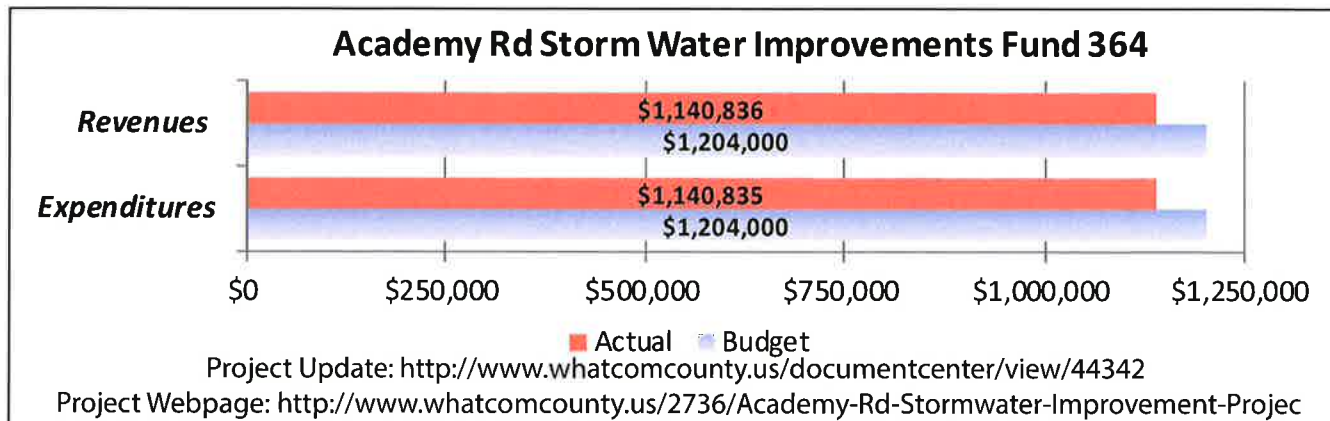 Academy Rd Storm Water Improvements Fund 364
Revenues
$1,140,836
$1,204,000
Expenditures
$1,140,835
$1,204,000
$0 $250,000 $500,000 $750,000 $1,000,000 $1,250,000
Actual Budget
Project Update: http://www.whatcomcounty.us/documentcenter/view/44342
Project Webpage: http://www.whatcomcounty.us/2736/Academy-Rd-Stormwater-Improvement-Projec